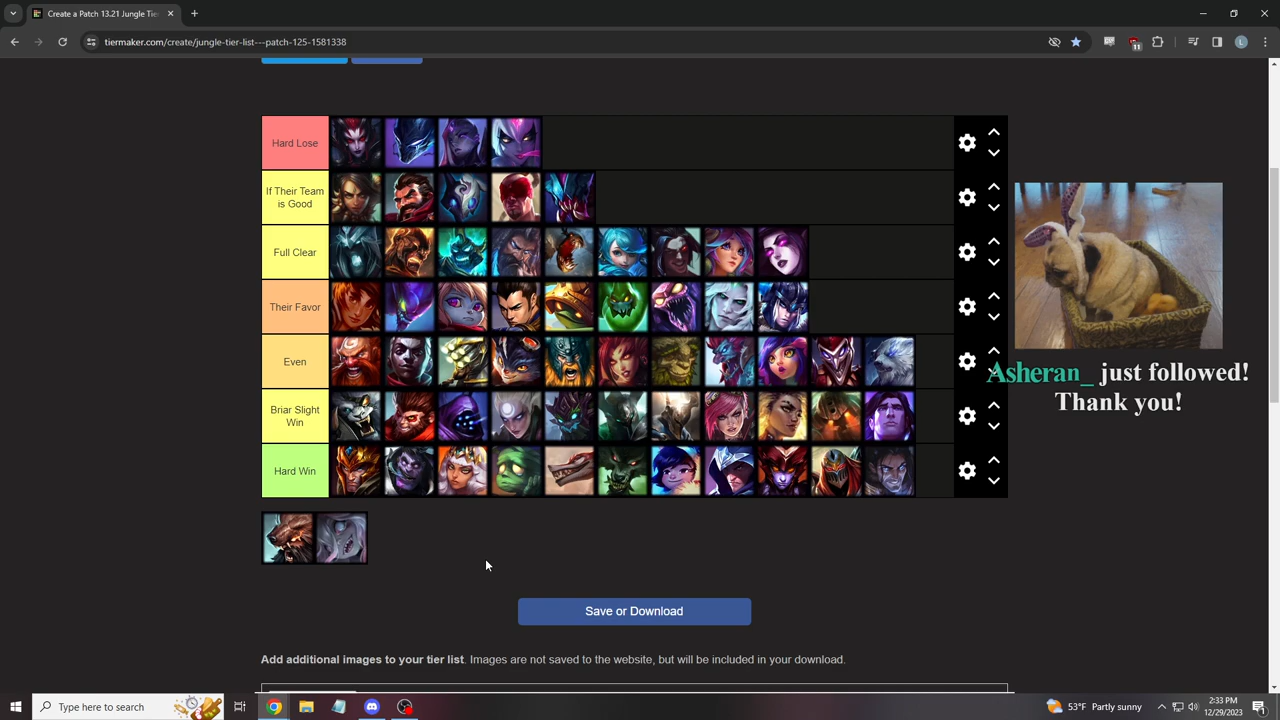 Create a Patch 13.21 Jungle Tier
tiermaker.com/create/jungle-tier-list---patch-125-1581338
11
L
Hard Lose
If Their Team
is Good
Full Clear
Their Favor
Even
Briar Slight
Win
Hard Win
Asheran_ just followed!
Thank you!
Save or Download
Add additional images to your tier list. Images are not saved to the website, but will be included in your download.
Type here to search
53°F Partly sunny
2:33 PM
12/29/2023